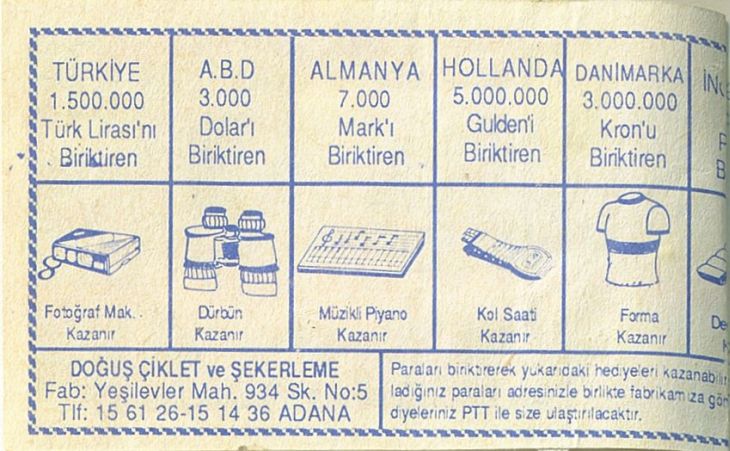 TÜRKİYE
1.500.000
Türk Lirası'nı
Biriktiren
A.B.D
3.000
Dolar'ı
Biriktiren
ALMANYA
7.000
Mark'ı
Biriktiren
HOLLANDA
5.000.000
Gulden'i
Biriktiren
DANİMARKA
3.000.000
Kron'u
Biriktiren
Fotoğraf Mak.
Kazanır
Dürbün
Kazanır
Müzikli Piyano
Kazanır
Kol Saati
Kazanır
Forma
Kazanır
DOĞUŞ ÇİKLET ve ŞEKERLEME
Fab: Yeşilevler Mah. 934 Sk. No:5
Tlf: 15 61 26-15 14 36 ADANA
Paraları biriktirerek yukarıdaki hediyeleri kazanabilir
ladığınız paraları adresinizle birlikte fabrikamıza gön
diyeleriniz PTT ile size ulaştırılacaktır.